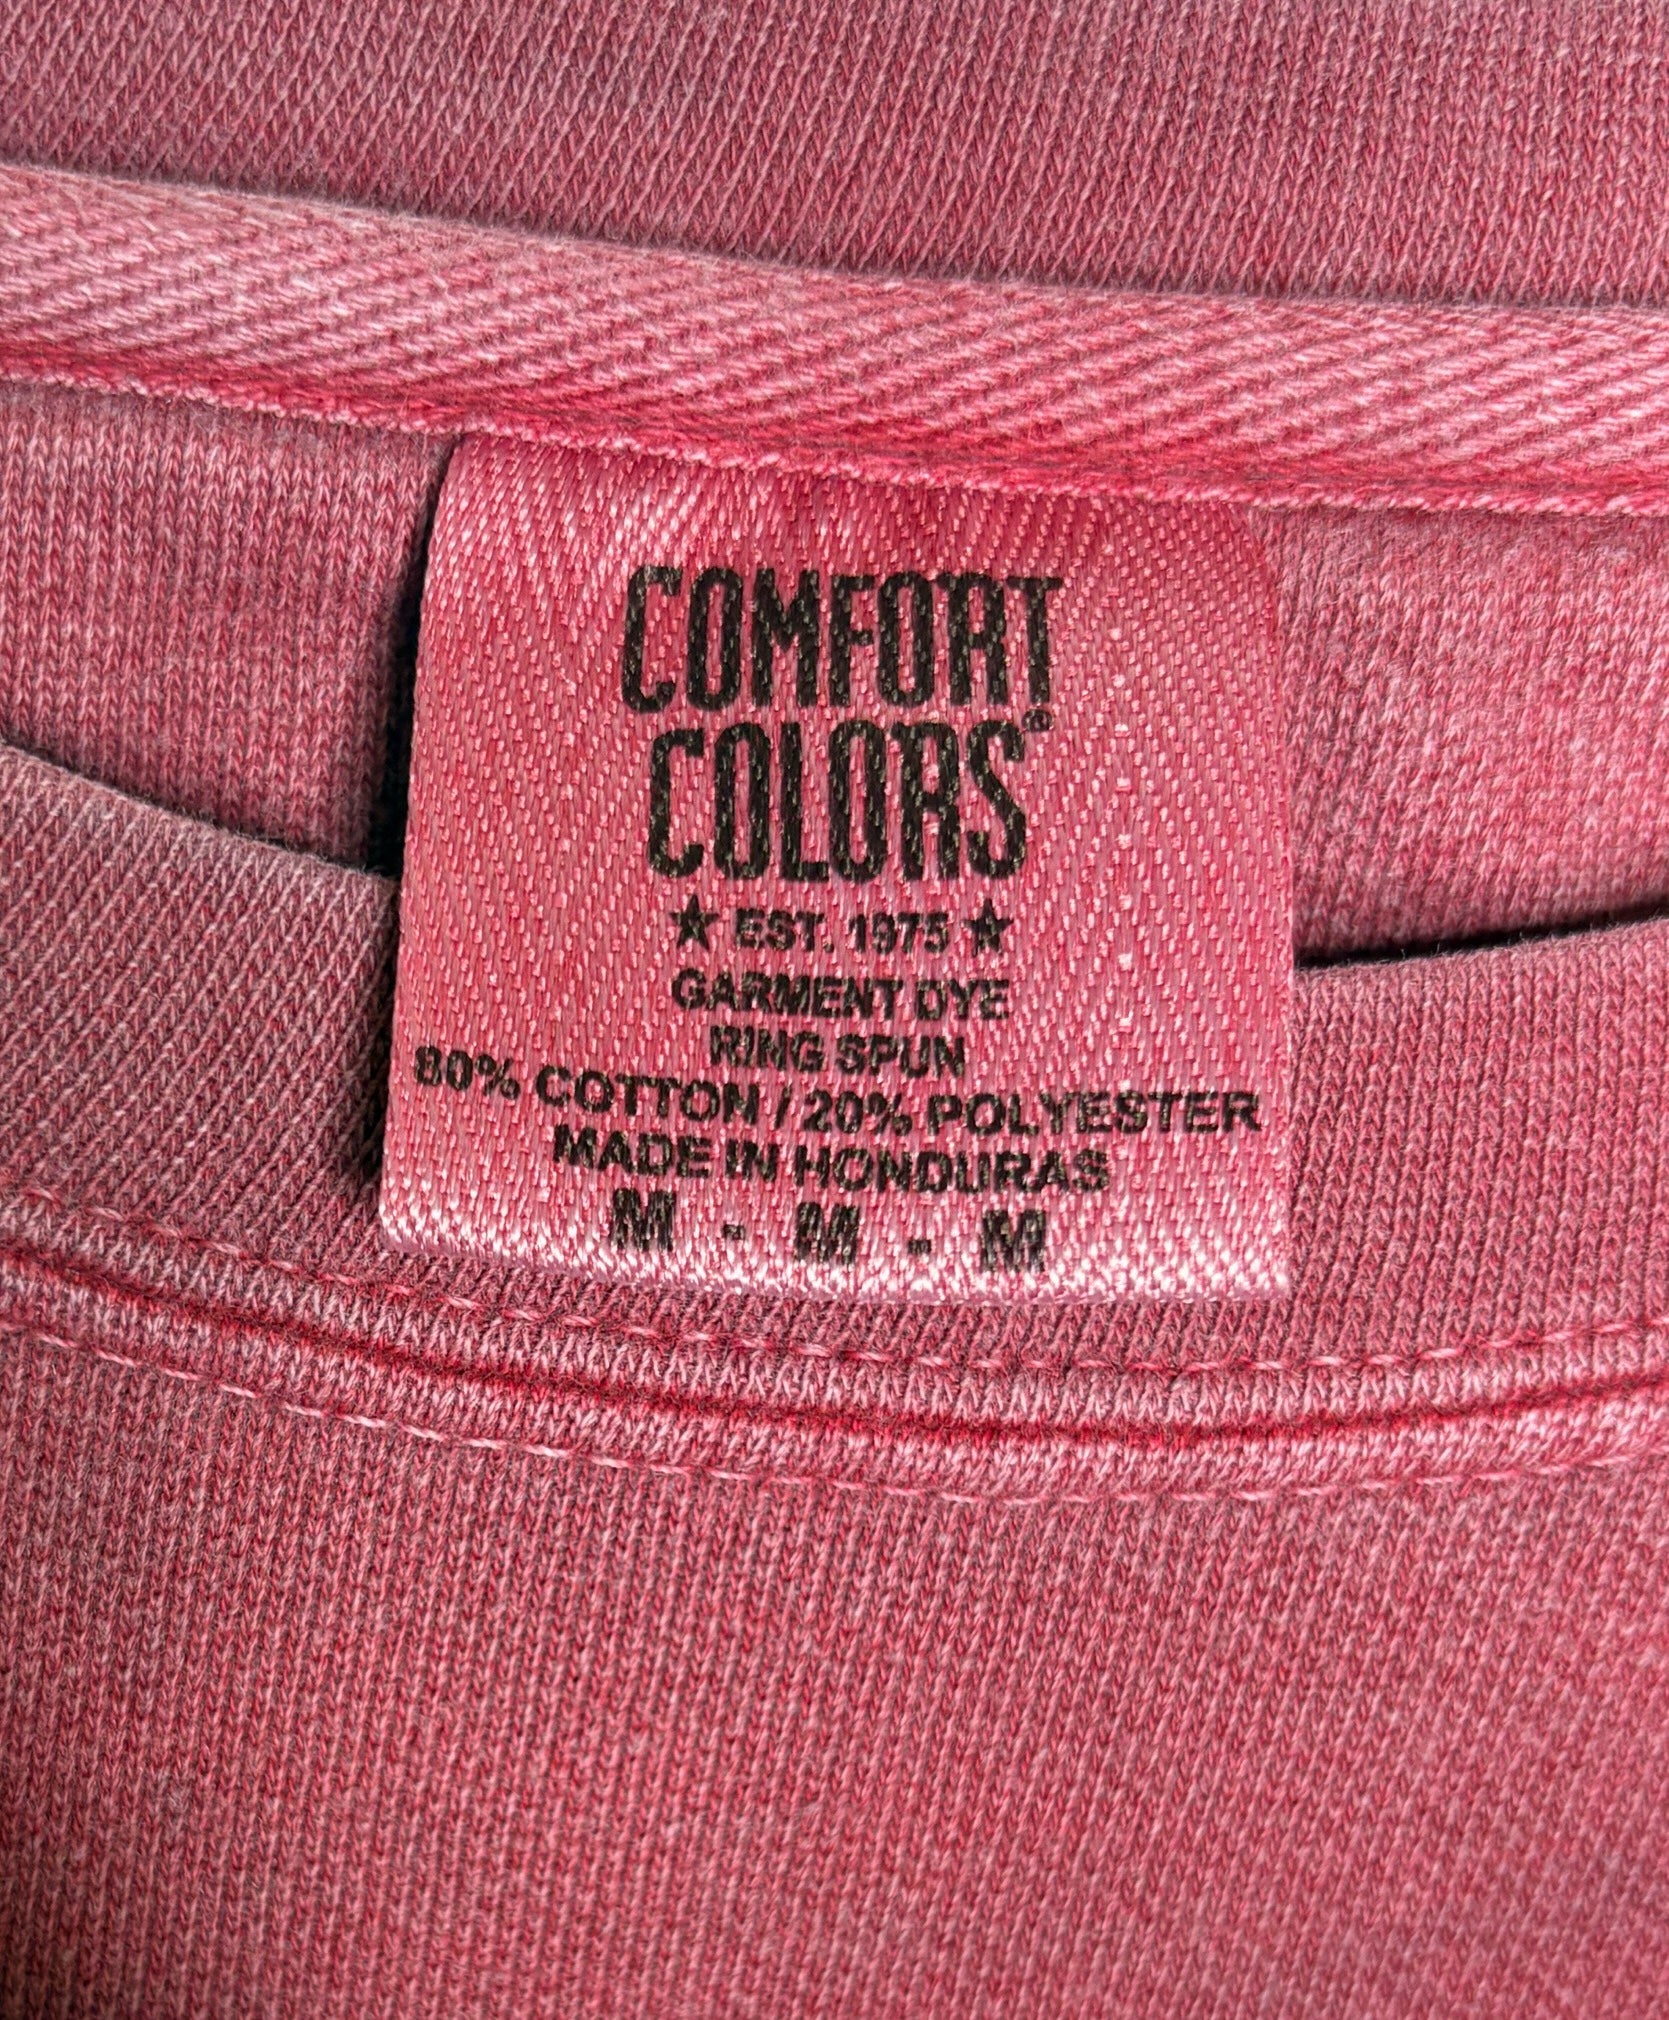 COMFORT
COLORS®
★ EST. 1975 ★
GARMENT DYE
RING SPUN
80% COTTON / 20% POLYESTER
MADE IN HONDURAS
M - M - M